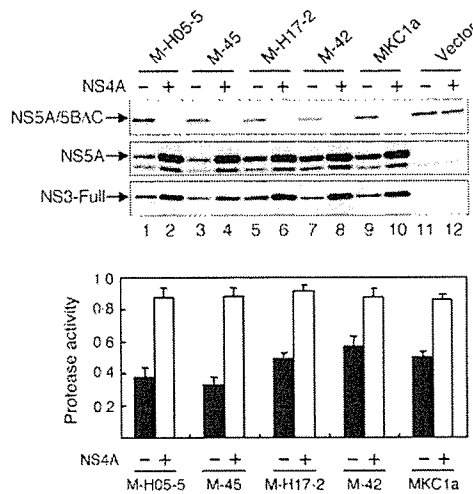 M-H05-5 M-45 M-H17-2 M-42 MKC1a Vector
NS4A − + − + − + − + − + − +
NS5A/5BΔC
NS5A
NS3-Full
1 2 3 4 5 6 7 8 9 10 11 12
1·0
0·8
0·6
0·4
0·2
Protease activity
NS4A − + − + − + − + − +
M-H05-5 M-45 M-H17-2 M-42 MKC1a